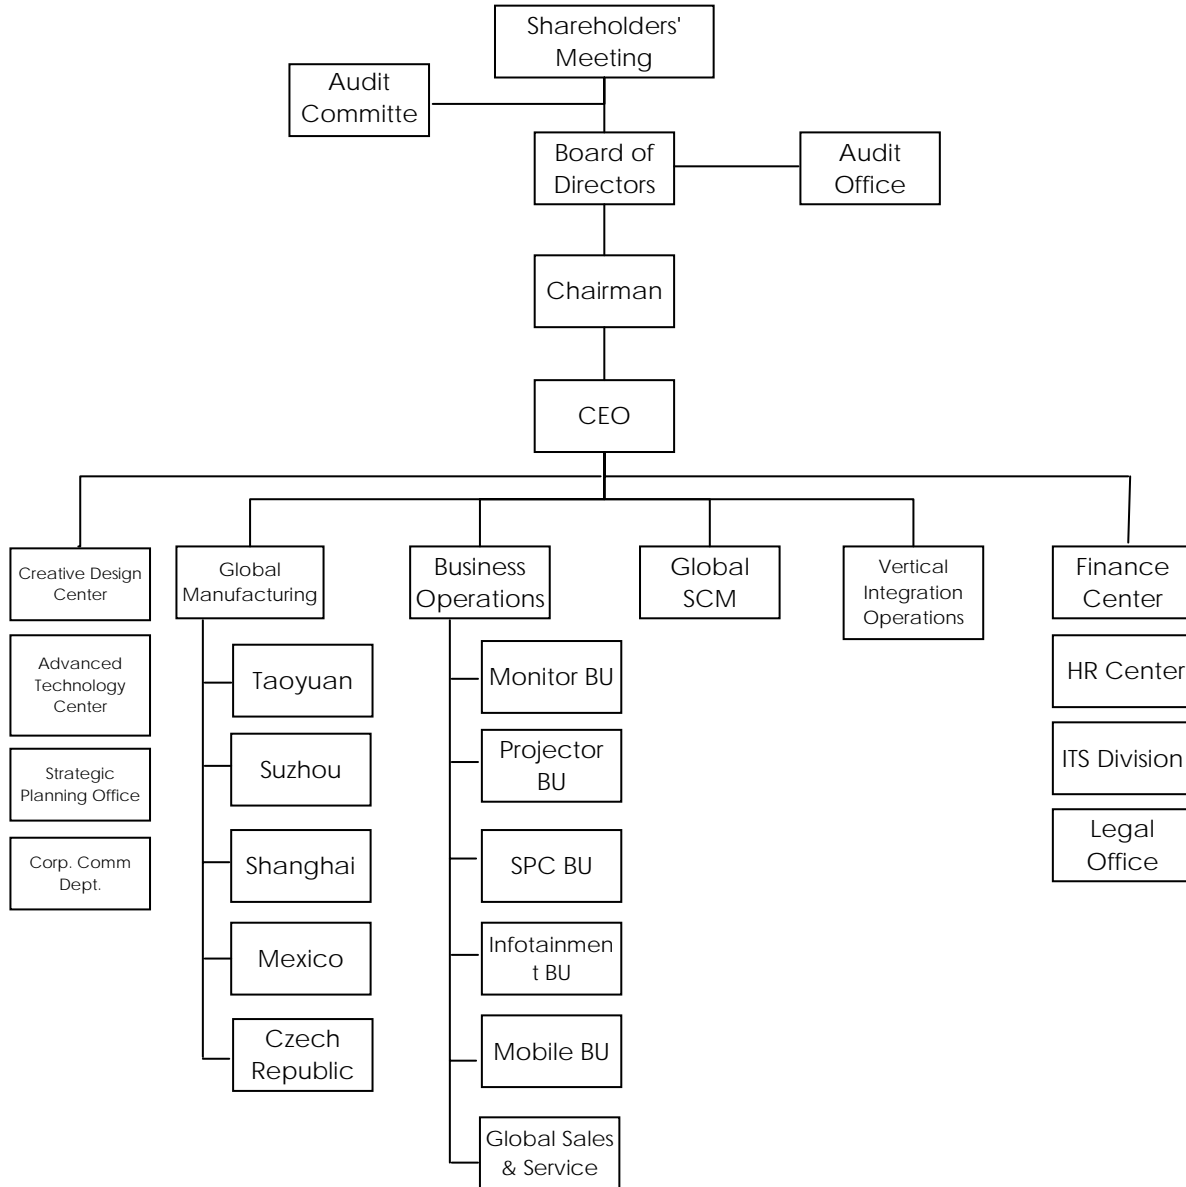 Shareholders'
Meeting
Audit
Committe
Board of
Directors
Audit
Office
Chairman
CEO
Creative Design
Center
Global
Manufacturing
Business
Operations
Global
SCM
Vertical
Integration
Operations
Finance
Center
Advanced
Technology
Center
Strategic
Planning Office
Corp. Comm
Dept.
Taoyuan
Suzhou
Shanghai
Mexico
Czech
Republic
Monitor BU
Projector
BU
SPC BU
Infotainmen
t BU
Mobile BU
Global Sales
& Service
HR Center
ITS Division
Legal
Office